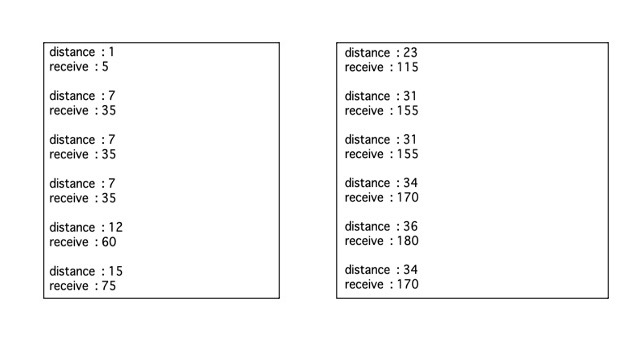 distance : 1
receive : 5
distance : 7
receive : 35
distance : 7
receive : 35
distance : 7
receive : 35
distance : 12
receive : 60
distance : 15
receive : 75
distance : 23
receive : 115
distance : 31
receive : 155
distance : 31
receive : 155
distance : 34
receive : 170
distance : 36
receive : 180
distance : 34
receive : 170